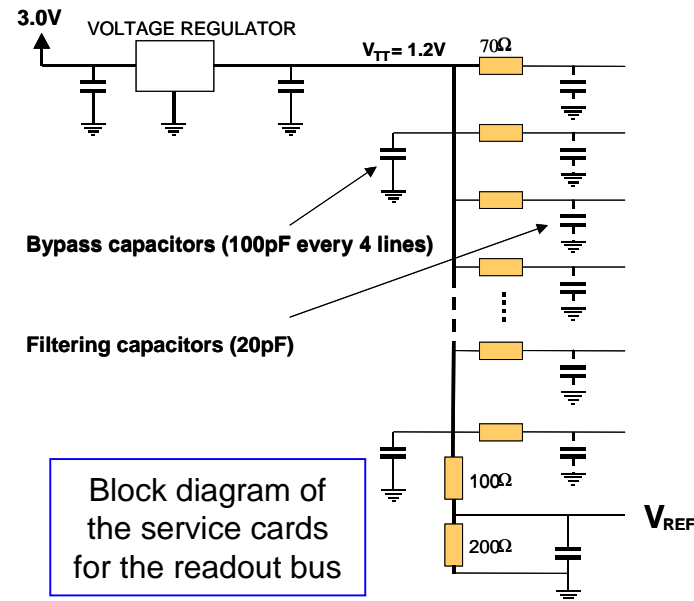 3.0V
VOLTAGE REGULATOR
VTT = 1.2V
70Ω
Bypass capacitors (100pF every 4 lines)
Filtering capacitors (20pF)
100Ω
VREF
200Ω
Block diagram of
the service cards
for the readout bus